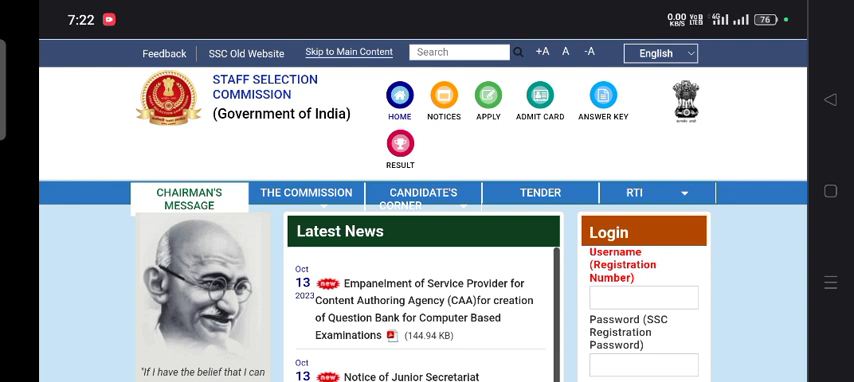 7:22
0.00 KB/S VoB LTEB 4G 76
Feedback SSC Old Website Skip to Main Content Search +A A -A English
STAFF SELECTION
COMMISSION
(Government of India)
HOME NOTICES APPLY ADMIT CARD ANSWER KEY
RESULT
CHAIRMAN'S
MESSAGE
THE COMMISSION
CANDIDATE'S
CORNER
TENDER
RTI
Latest News
Oct
13
2023
new Empanelment of Service Provider for
Content Authoring Agency (CAA)for creation
of Question Bank for Computer Based
Examinations (144.94 KB)
Oct
13 new Notice of Junior Secretariat
"If I have the belief that I can
Login
Username
(Registration
Number)
Password (SSC
Registration
Password)